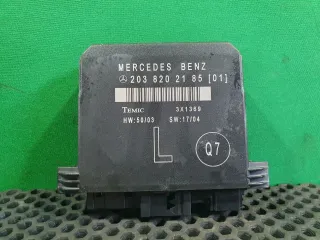 MERCEDES BENZ
203 820 21 85 [01]
TEMIC 3X1369
HW:50/03 SW:17/04
L
Q7